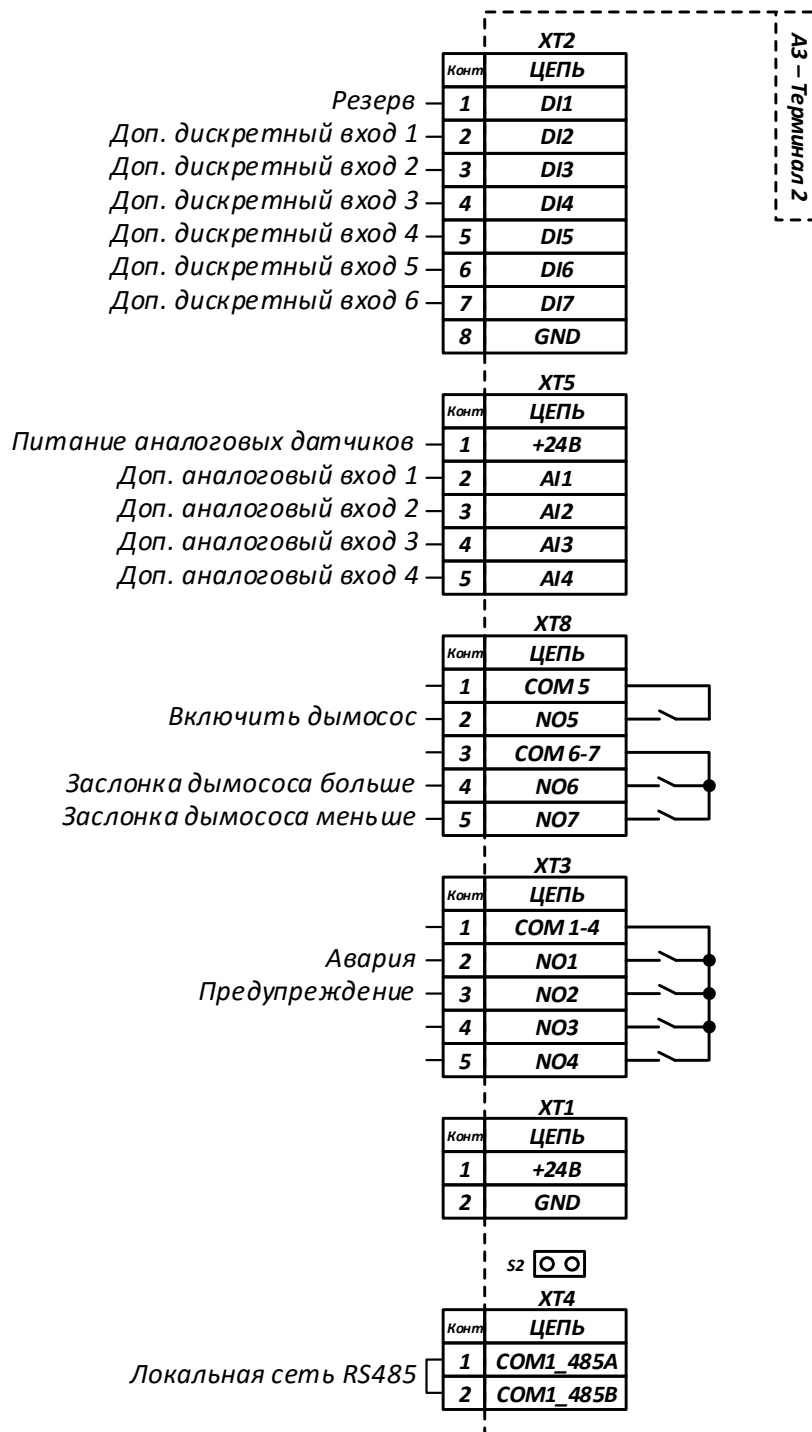 А3 – Терминал 2
XT2
Конт ЦЕПЬ
Резерв 1 DI1
Доп. дискретный вход 1 2 DI2
Доп. дискретный вход 2 3 DI3
Доп. дискретный вход 3 4 DI4
Доп. дискретный вход 4 5 DI5
Доп. дискретный вход 5 6 DI6
Доп. дискретный вход 6 7 DI7
8 GND
XT5
Конт ЦЕПЬ
Питание аналоговых датчиков 1 +24В
Доп. аналоговый вход 1 2 AI1
Доп. аналоговый вход 2 3 AI2
Доп. аналоговый вход 3 4 AI3
Доп. аналоговый вход 4 5 AI4
XT8
Конт ЦЕПЬ
1 COM 5
Включить дымосос 2 NO5
3 COM 6-7
Заслонка дымососа больше 4 NO6
Заслонка дымососа меньше 5 NO7
XT3
Конт ЦЕПЬ
1 COM 1-4
Авария 2 NO1
Предупреждение 3 NO2
4 NO3
5 NO4
XT1
Конт ЦЕПЬ
1 +24В
2 GND
S2
XT4
Конт ЦЕПЬ
1 COM1_485A
Локальная сеть RS485
2 COM1_485B